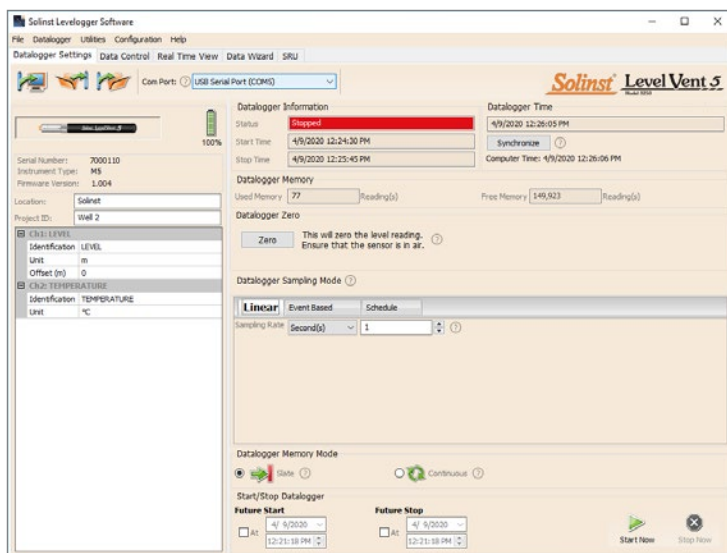 Solinst Levelogger Software
File Datalogger Utilities Configuration Help
Datalogger Settings Data Control Real Time View Data Wizard SRU
Com Port: ? USB Serial Port (COM5)
Solinst LevelVent 5
100%
Serial Number: 7000110
Instrument Type: M5
Firmware Version: 1.004
Location: Solinst
Project ID: Well 2
Ch1: LEVEL
Identification LEVEL
Unit m
Offset (m) 0
Ch2: TEMPERATURE
Identification TEMPERATURE
Unit °C
Datalogger Information
Status Stopped
Start Time 4/9/2020 12:24:30 PM
Stop Time 4/9/2020 12:25:45 PM
Datalogger Time
4/9/2020 12:26:05 PM
Synchronize ?
Computer Time: 4/9/2020 12:26:06 PM
Datalogger Memory
Used Memory 77 Reading(s) Free Memory 149,923 Reading(s)
Datalogger Zero
Zero This will zero the level reading.
Ensure that the sensor is in air. ?
Datalogger Sampling Mode ?
Linear Event Based Schedule
Sampling Rate Second(s) 1 ?
Datalogger Memory Mode
Slate ? Continuous ?
Start/Stop Datalogger
Future Start Future Stop
At 4/ 9/2020 At 4/ 9/2020
12:21:18 PM 12:21:18 PM
Start Now Stop Now